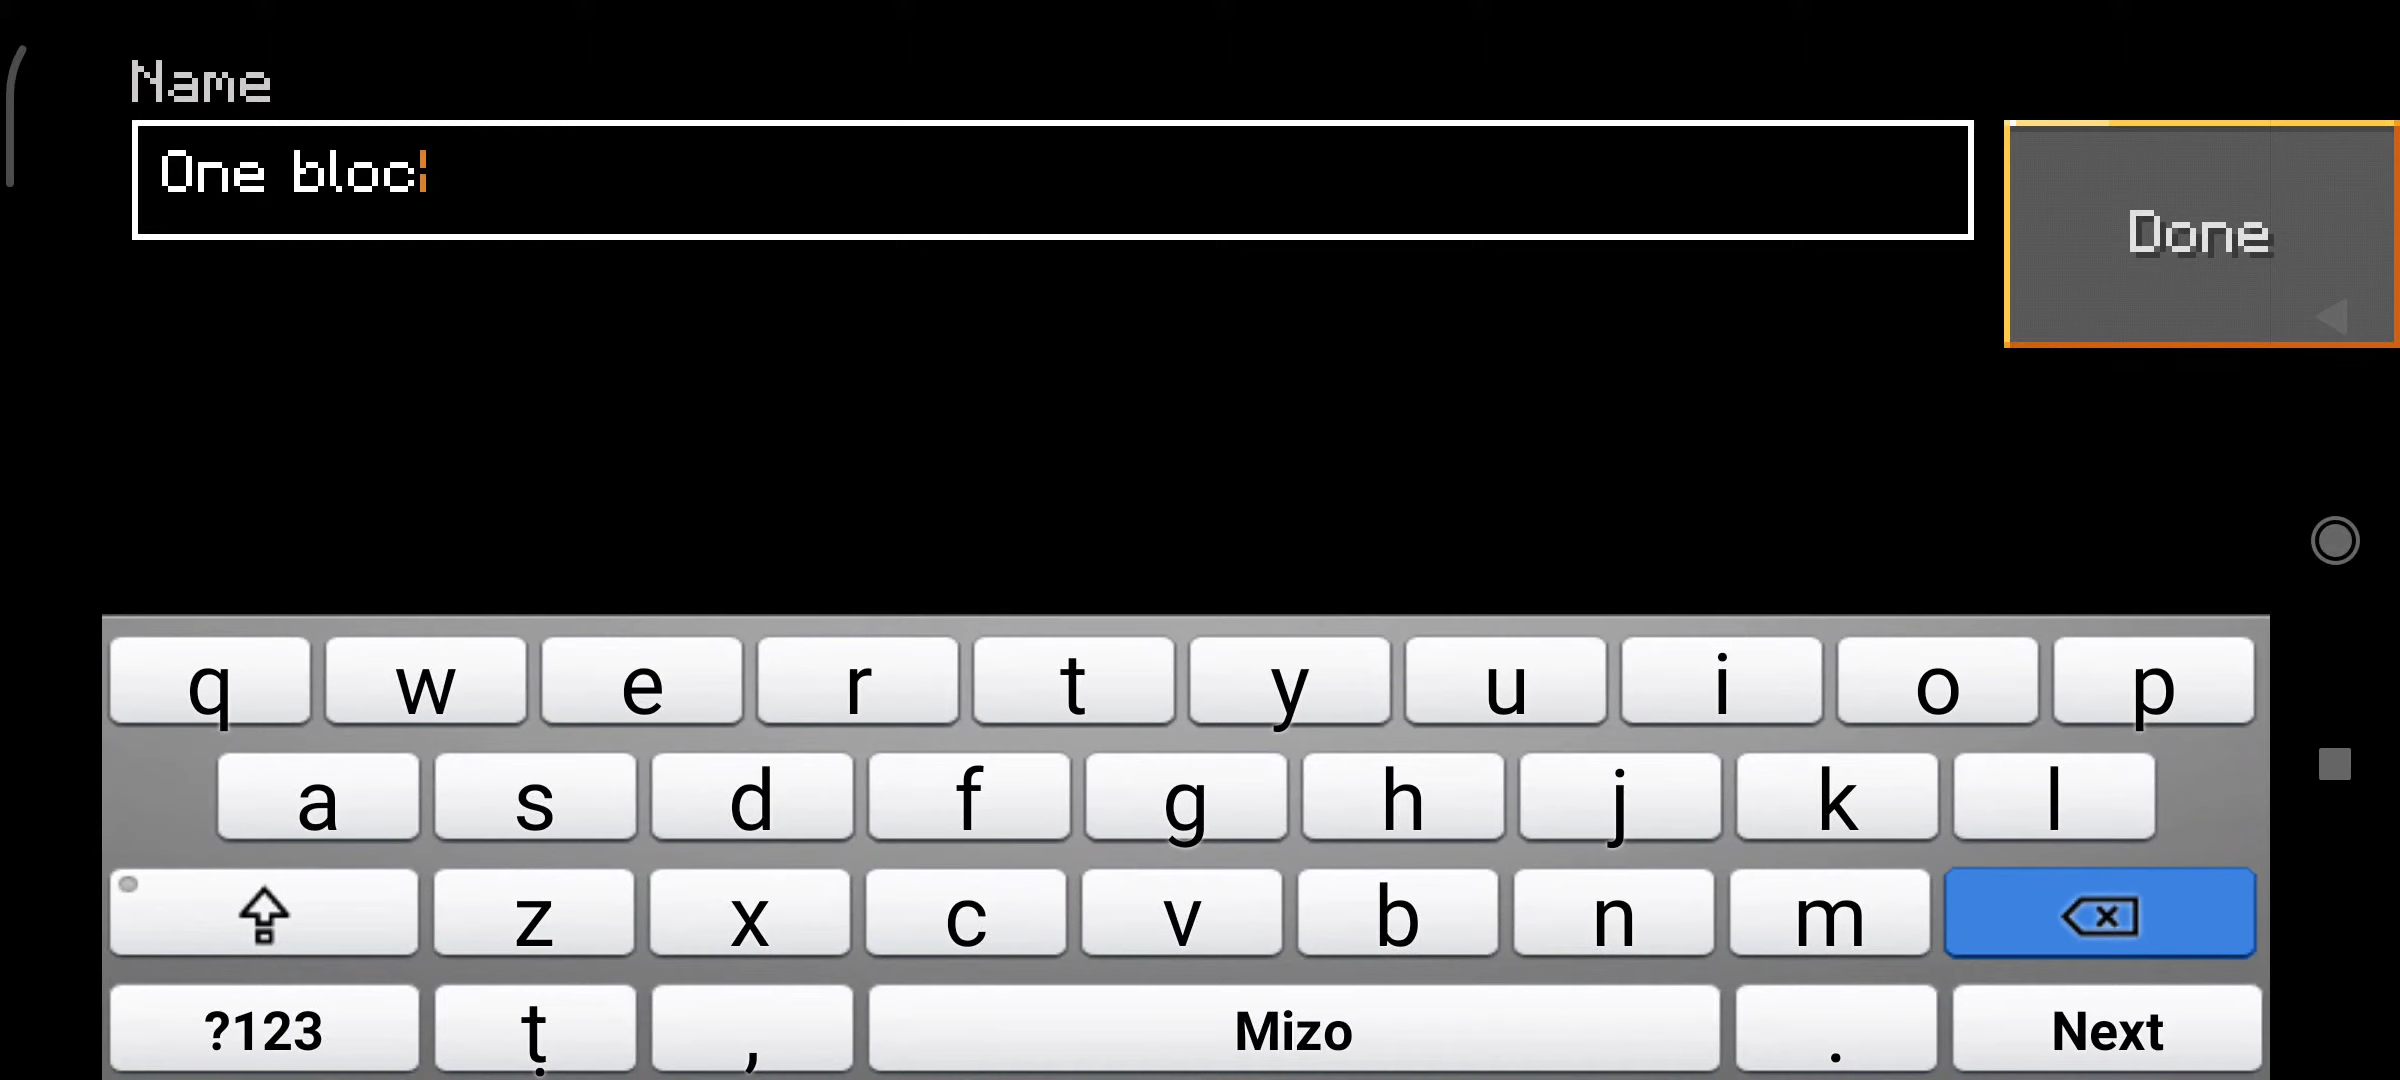 Name
One bloc
Done
q w e r t y u i o p
a s d f g h j k l
z x c v b n m
?123 ṭ , Mizo . Next